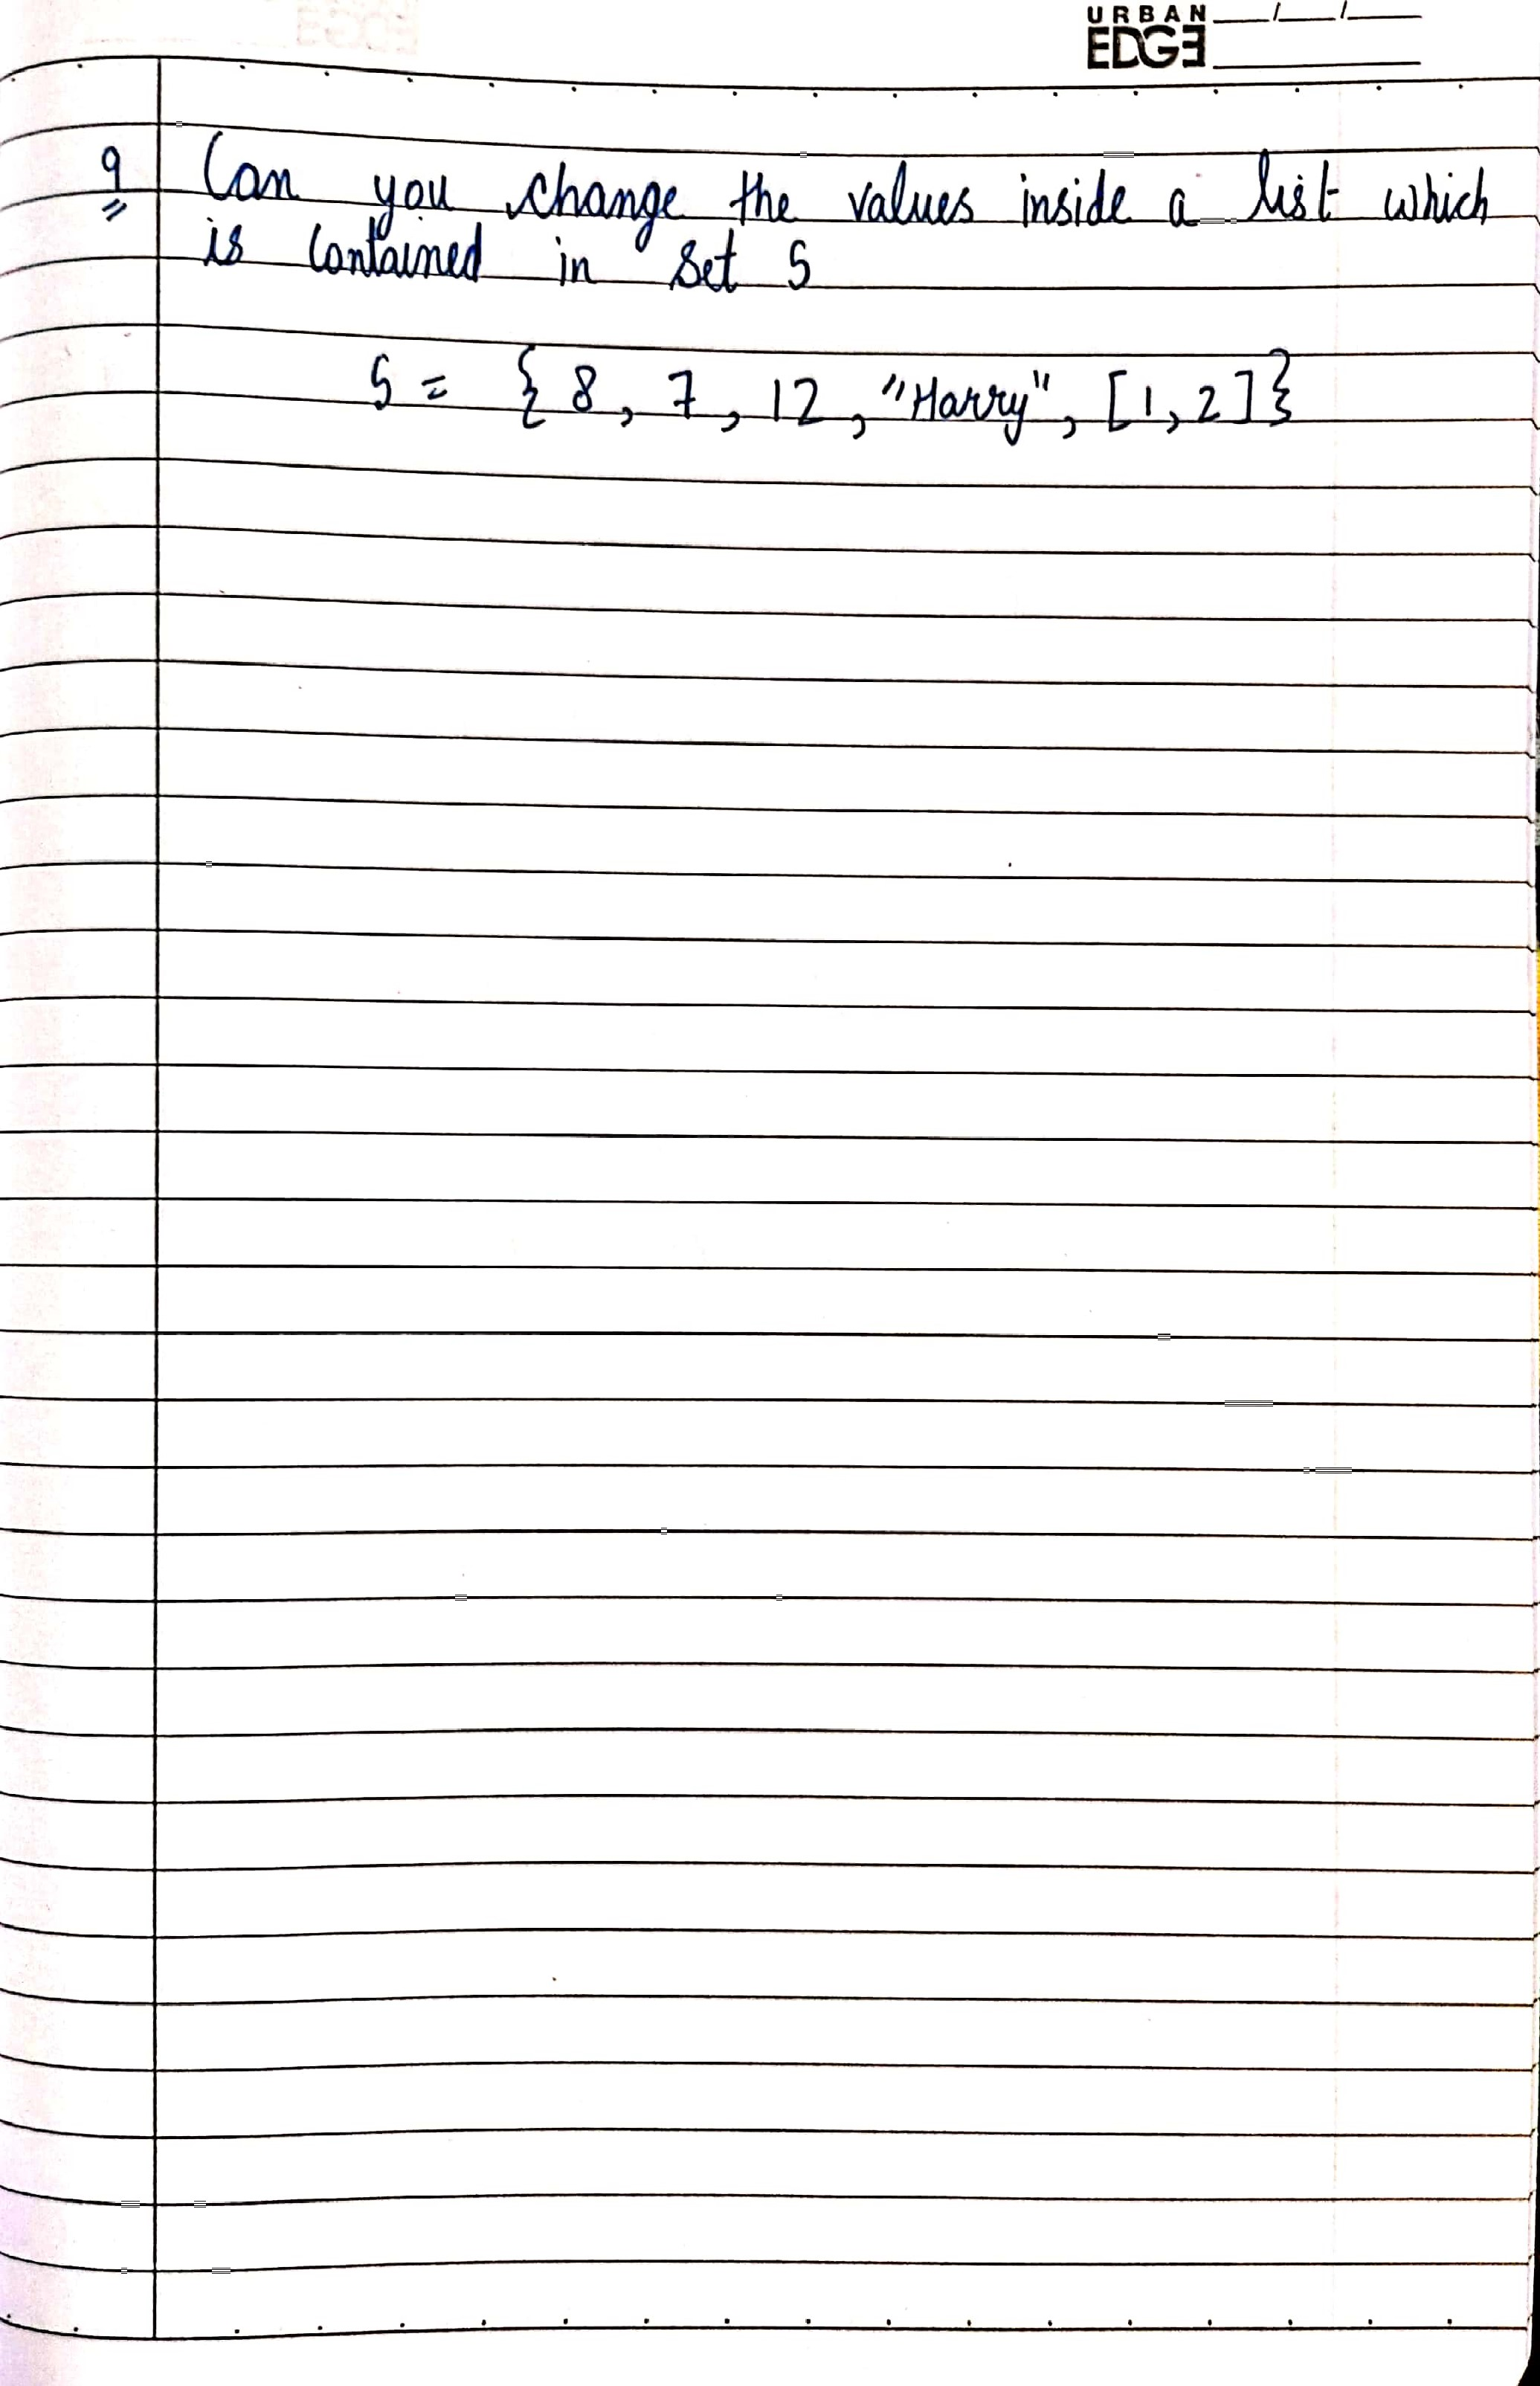 URBAN
EDGE
9 Can you change the values inside a list which
is contained in set S
S = {8, 7, 12, "Harry", [1, 2]}